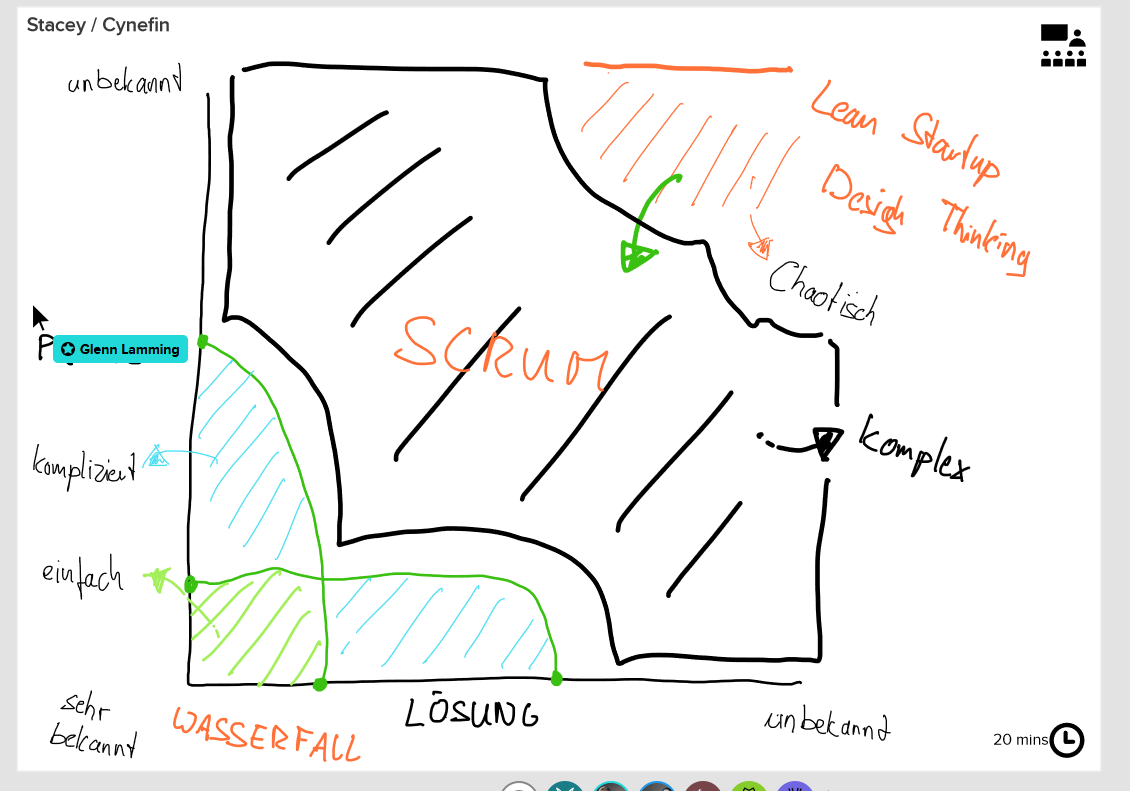 Stacey / Cynefin
unbekannt
Lean Startup
Design Thinking
Chaotisch
Glenn Lamming
SCRUM
Komplex
kompliziert
einfach
sehr
bekannt
WASSERFALL
LÖSUNG
unbekannt
20 mins